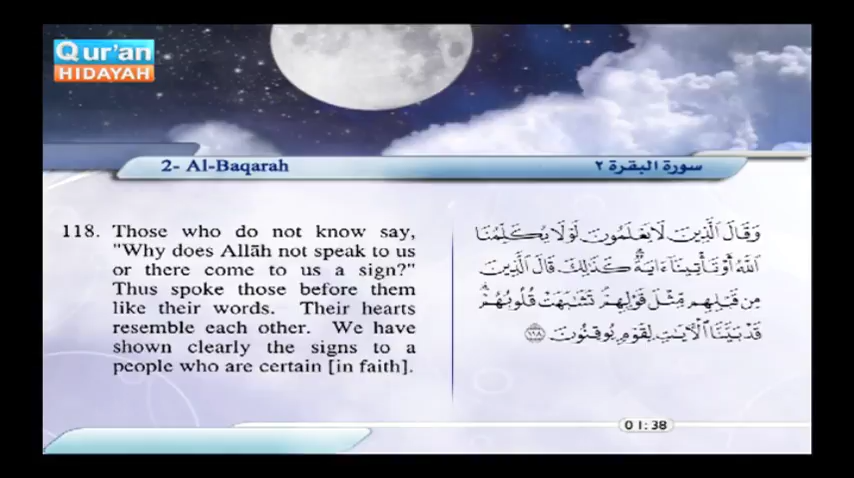 Qur'an
HIDAYAH
2- Al-Baqarah
سورة البقرة ٢
118. Those who do not know say,
"Why does Allāh not speak to us
or there come to us a sign?"
Thus spoke those before them
like their words. Their hearts
resemble each other. We have
shown clearly the signs to a
people who are certain [in faith].
وَقَالَ ٱلَّذِينَ لَا يَعْلَمُونَ لَوْلَا يُكَلِّمُنَا
ٱللَّهُ أَوْ تَأْتِينَآ ءَايَةٌ ۗ كَذَٰلِكَ قَالَ ٱلَّذِينَ
مِن قَبْلِهِم مِّثْلَ قَوْلِهِمْ ۘ تَشَٰبَهَتْ قُلُوبُهُمْ ۗ
قَدْ بَيَّنَّا ٱلْءَايَٰتِ لِقَوْمٍ يُوقِنُونَ ١١٨
01:38